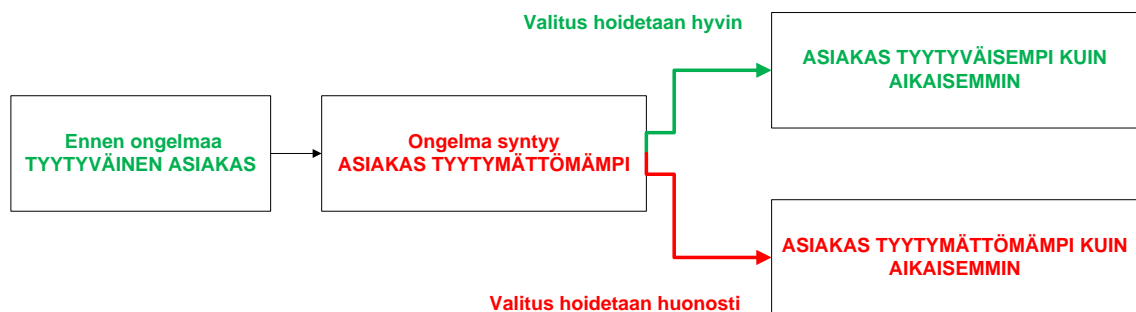 Ennen ongelmaa
TYYTYVÄINEN ASIAKAS
Ongelma syntyy
ASIAKAS TYYTYMÄTTÖMÄMPI
Valitus hoidetaan hyvin
ASIAKAS TYYTYVÄISEMPI KUIN
AIKAISEMMIN
Valitus hoidetaan huonosti
ASIAKAS TYYTYMÄTTÖMÄMPI KUIN
AIKAISEMMIN